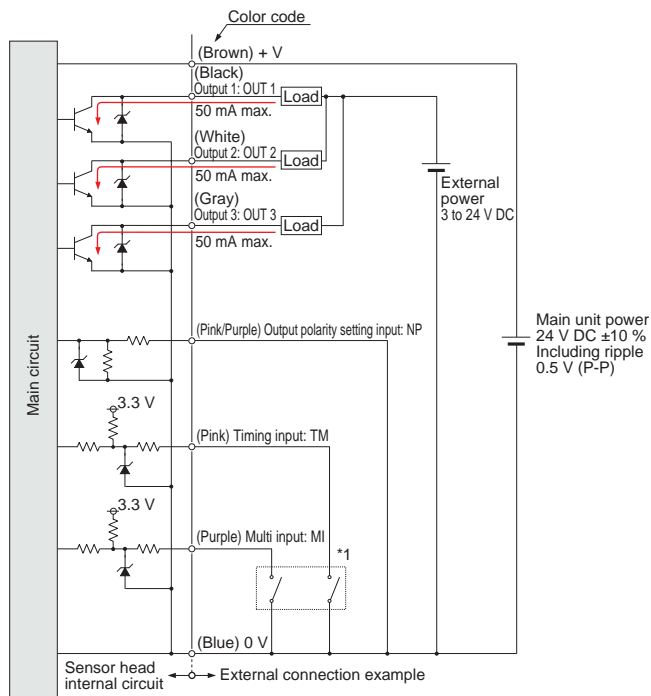 Color code
(Brown) + V
(Black)
Output 1: OUT 1
Load
50 mA max.
(White)
Output 2: OUT 2
Load
50 mA max.
(Gray)
Output 3: OUT 3
Load
50 mA max.
External
power
3 to 24 V DC
Main circuit
(Pink/Purple) Output polarity setting input: NP
Main unit power
24 V DC ±10 %
Including ripple
0.5 V (P-P)
3.3 V
(Pink) Timing input: TM
3.3 V
(Purple) Multi input: MI
*1
(Blue) 0 V
Sensor head
internal circuit
External connection example